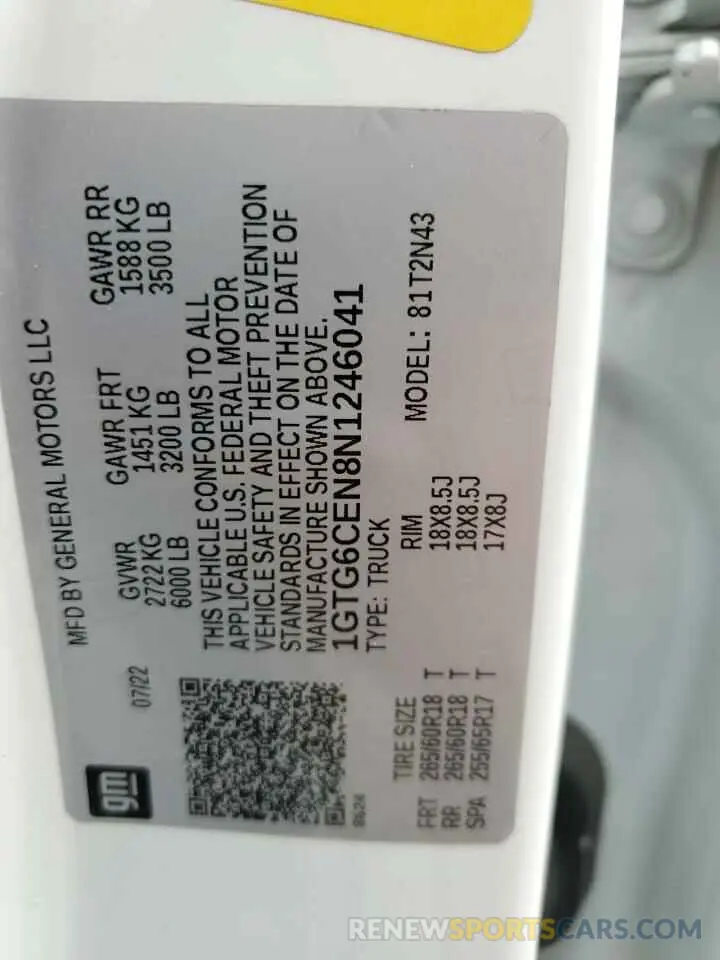 MFD BY GENERAL MOTORS LLC
07/22
GVWR GAWR FRT GAWR RR
2722 KG 1451 KG 1588 KG
6000 LB 3200 LB 3500 LB
THIS VEHICLE CONFORMS TO ALL
APPLICABLE U.S. FEDERAL MOTOR
VEHICLE SAFETY AND THEFT PREVENTION
STANDARDS IN EFFECT ON THE DATE OF
MANUFACTURE SHOWN ABOVE.
1GTG6CEN8N1246041
TYPE: TRUCK
gm
8624
MODEL: 81T2N43
TIRE SIZE RIM
FRT 265/60R18 T 18X8.5J
RR 265/60R18 T 18X8.5J
SPA 255/65R17 T 17X8J
RENEWSPORTSCARS.COM